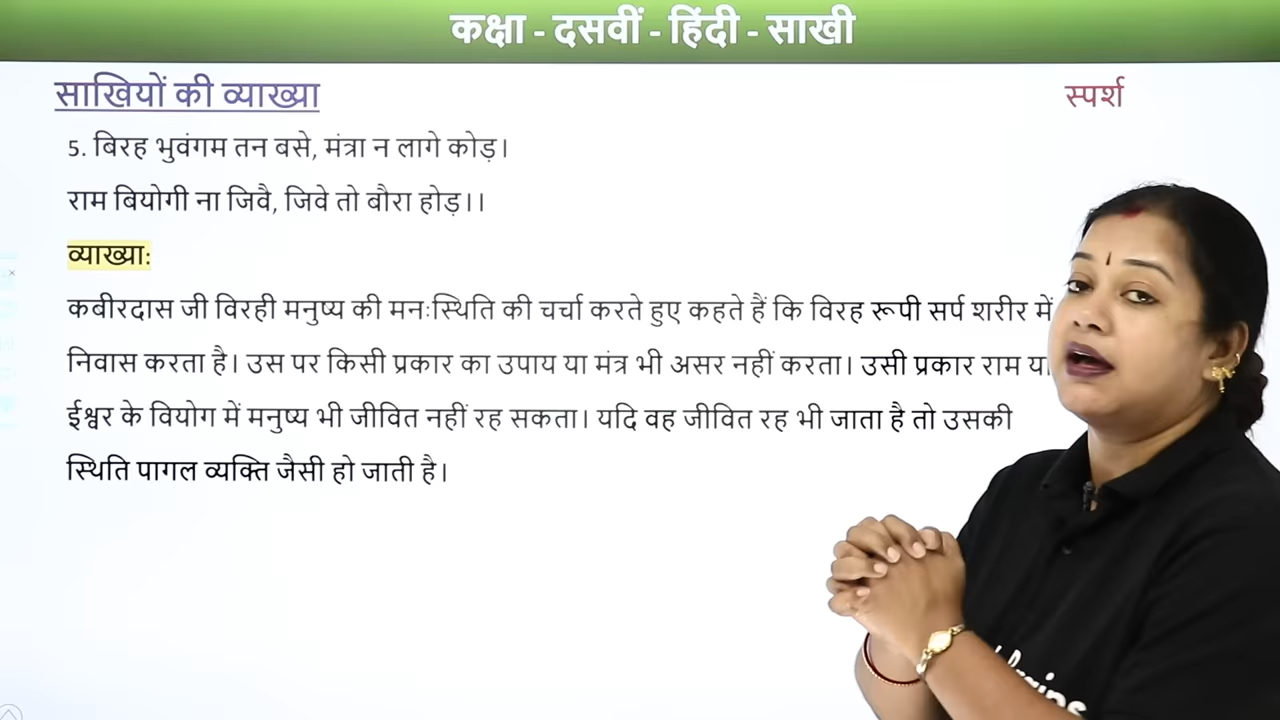 कक्षा - दसवीं - हिंदी - साखी
साखियों की व्याख्या
स्पर्श
5. बिरह भुवंगम तन बसे, मंत्रा न लागे कोड़।
राम बियोगी ना जिवै, जिवे तो बौरा होड़।।
व्याख्या:
कबीरदास जी विरही मनुष्य की मनःस्थिति की चर्चा करते हुए कहते हैं कि विरह रूपी सर्प शरीर में
निवास करता है। उस पर किसी प्रकार का उपाय या मंत्र भी असर नहीं करता। उसी प्रकार राम या
ईश्वर के वियोग में मनुष्य भी जीवित नहीं रह सकता। यदि वह जीवित रह भी जाता है तो उसकी
स्थिति पागल व्यक्ति जैसी हो जाती है।